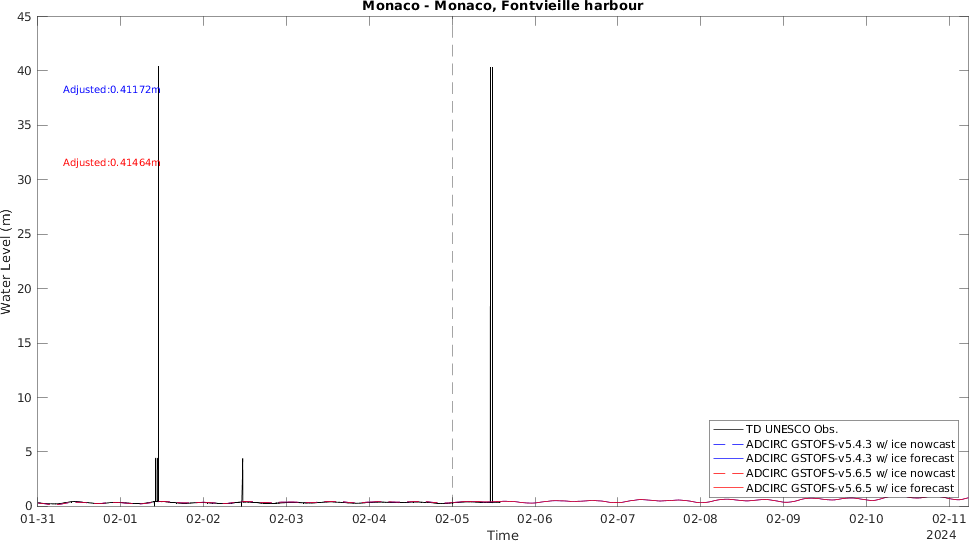 Monaco - Monaco, Fontvieille harbour
45
40
35
30
25
20
15
10
5
0
Water Level (m)
Adjusted:0.41172m
Adjusted:0.41464m
TD UNESCO Obs.
ADCIRC GSTOFS-v5.4.3 w/ ice nowcast
ADCIRC GSTOFS-v5.4.3 w/ ice forecast
ADCIRC GSTOFS-v5.6.5 w/ ice nowcast
ADCIRC GSTOFS-v5.6.5 w/ ice forecast
01-31 02-01 02-02 02-03 02-04 02-05 02-06 02-07 02-08 02-09 02-10 02-11
Time
2024